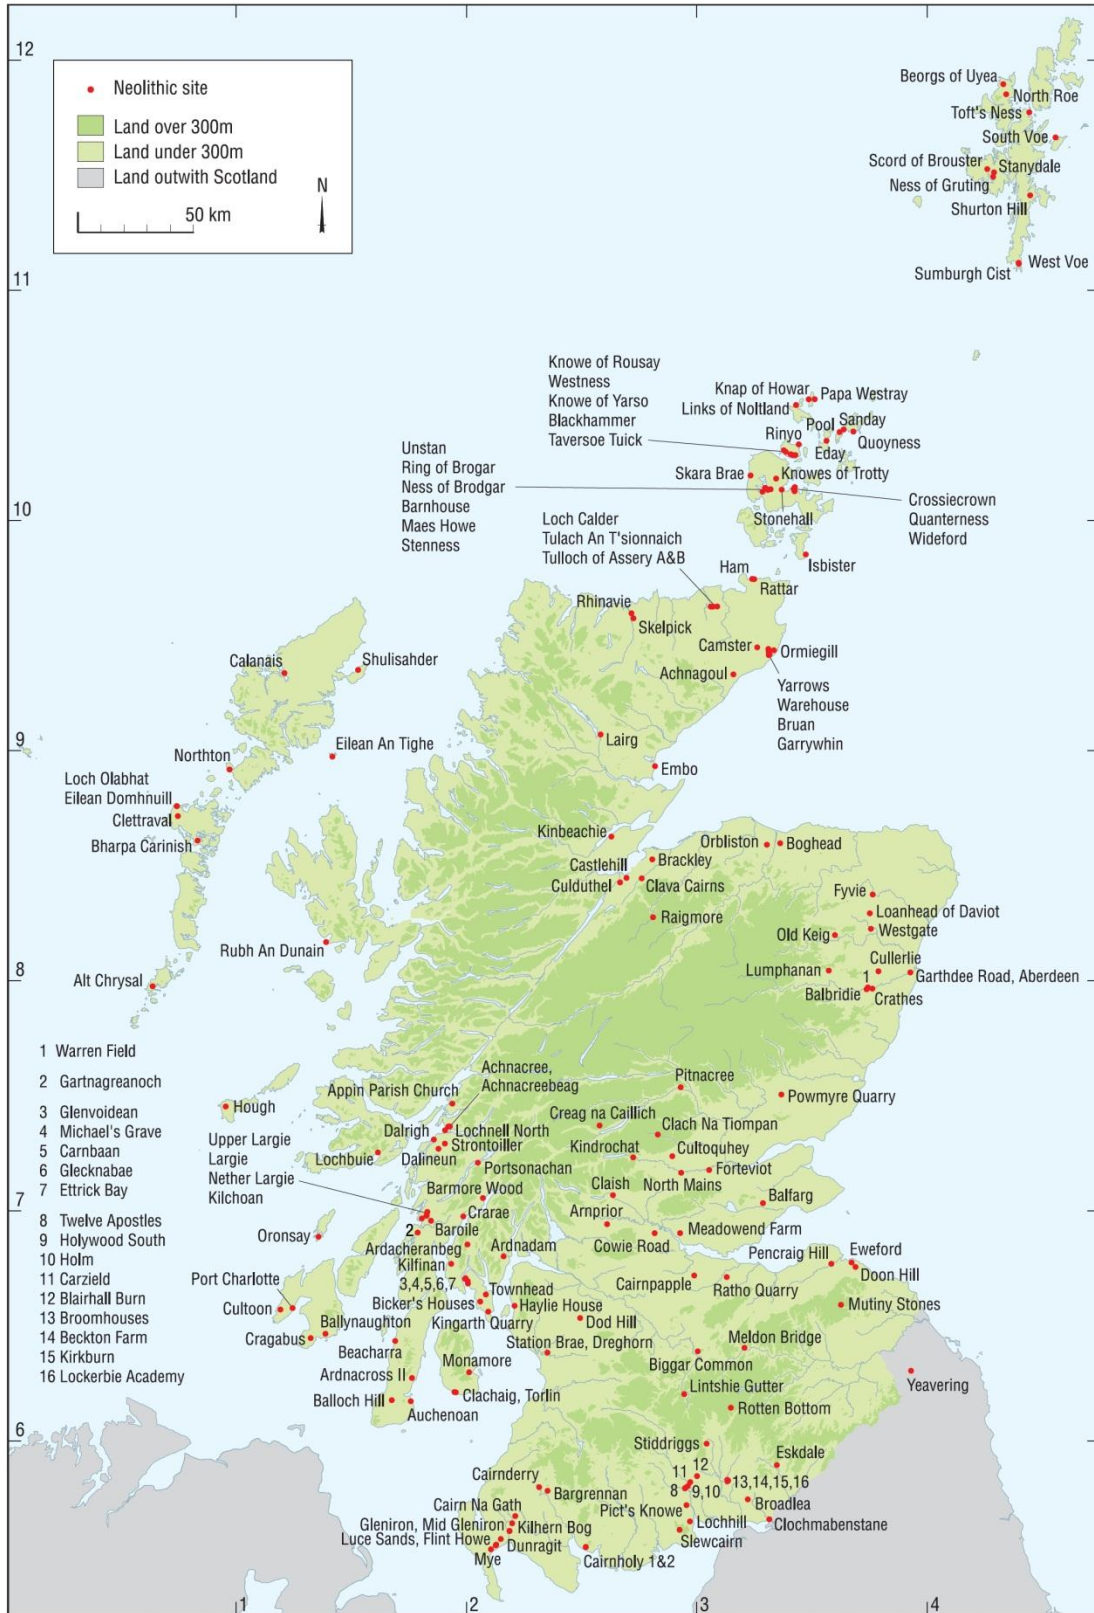 12
11
10
9
8
7
6
1
2
3
4
Neolithic site
Land over 300m
Land under 300m
Land outwith Scotland
50 km
N
Beorgs of Uyea
North Roe
Toft's Ness
South Voe
Scord of Brouster
Stanydale
Ness of Gruting
Shurton Hill
West Voe
Sumburgh Cist
Knowe of Rousay
Westness
Knowe of Yarso
Blackhammer
Taversoe Tuick
Knap of Howar
Papa Westray
Links of Noltland
Pool
Sanday
Rinyo
Quoyness
Eday
Unstan
Ring of Brogar
Ness of Brodgar
Barnhouse
Maes Howe
Stenness
Skara Brae
Knowes of Trotty
Stonehall
Crossiecrown
Quanterness
Wideford
Isbister
Loch Calder
Tulach An T'sionnaich
Tulloch of Assery A&B
Ham
Rattar
Rhinavie
Skelpick
Camster
Ormiegill
Achnagoul
Yarrows
Warehouse
Bruan
Garrywhin
Calanais
Shulisahder
Lairg
Northton
Eilean An Tighe
Embo
Loch Olabhat
Eilean Domhnuill
Clettraval
Bharpa Carinish
Kinbeachie
Orbliston
Boghead
Brackley
Castlehill
Culduthel
Clava Cairns
Fyvie
Raigmore
Loanhead of Daviot
Westgate
Old Keig
Rubh An Dunain
Cullerlie
Lumphanan
1
Garthdee Road, Aberdeen
Alt Chrysal
Balbridie
Crathes
1 Warren Field
2 Gartnagreanoch
3 Glenvoidean
4 Michael's Grave
5 Carnbaan
6 Glecknabae
7 Ettrick Bay
8 Twelve Apostles
9 Holywood South
10 Holm
11 Carzield
12 Blairhall Burn
13 Broomhouses
14 Beckton Farm
15 Kirkburn
16 Lockerbie Academy
Achnacree,
Achnacreebeag
Appin Parish Church
Pitnacree
Powmyre Quarry
Hough
Creag na Caillich
Clach Na Tiompan
Dalrigh
Lochnell North
Upper Largie
Largie
Nether Largie
Kilchoan
Strontoiller
Kindrochat
Cultoquhey
Lochbuie
Dalineun
Portsonachan
Forteviot
North Mains
Barmore Wood
Claish
Balfarg
Crarae
Arnprior
2
Baroile
Meadowend Farm
Oronsay
Ardacheranbeg
Ardnadam
Cowie Road
Kilfinan
Pencraig Hill
Eweford
Doon Hill
Port Charlotte
3,4,5,6,7
Townhead
Cairnpapple
Ratho Quarry
Cultoon
Bicker's Houses
Haylie House
Mutiny Stones
Ballynaughton
Kingarth Quarry
Dod Hill
Cragabus
Beacharra
Station Brae, Dreghorn
Meldon Bridge
Monamore
Biggar Common
Ardnacross II
Yeavering
Balloch Hill
Clachaig, Torlin
Lintshie Gutter
Auchenoan
Rotten Bottom
Stiddriggs
Eskdale
11
12
Cairnderry
Bargrennan
8
9,10
13,14,15,16
Cairn Na Gath
Pict's Knowe
Broadlea
Gleniron, Mid Gleniron
Kilhern Bog
Lochhill
Clochmabenstane
Luce Sands, Flint Howe
Dunragit
Slewcairn
Mye
Cairnholy 1&2